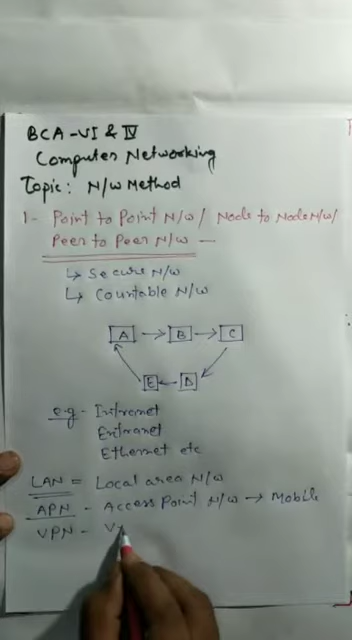 BCA-VI & IV
Computer Networking
Topic: N/W Method
1- Point to Point N/W / Node to Node N/W /
Peer to Peer N/W -
↳ Secure N/W
↳ Countable N/W
A → B → C
E ← D
e.g - Intranet
Extranet
Ethernet etc
LAN = Local area N/W
APN - Access Point N/W → Mobile
VPN -